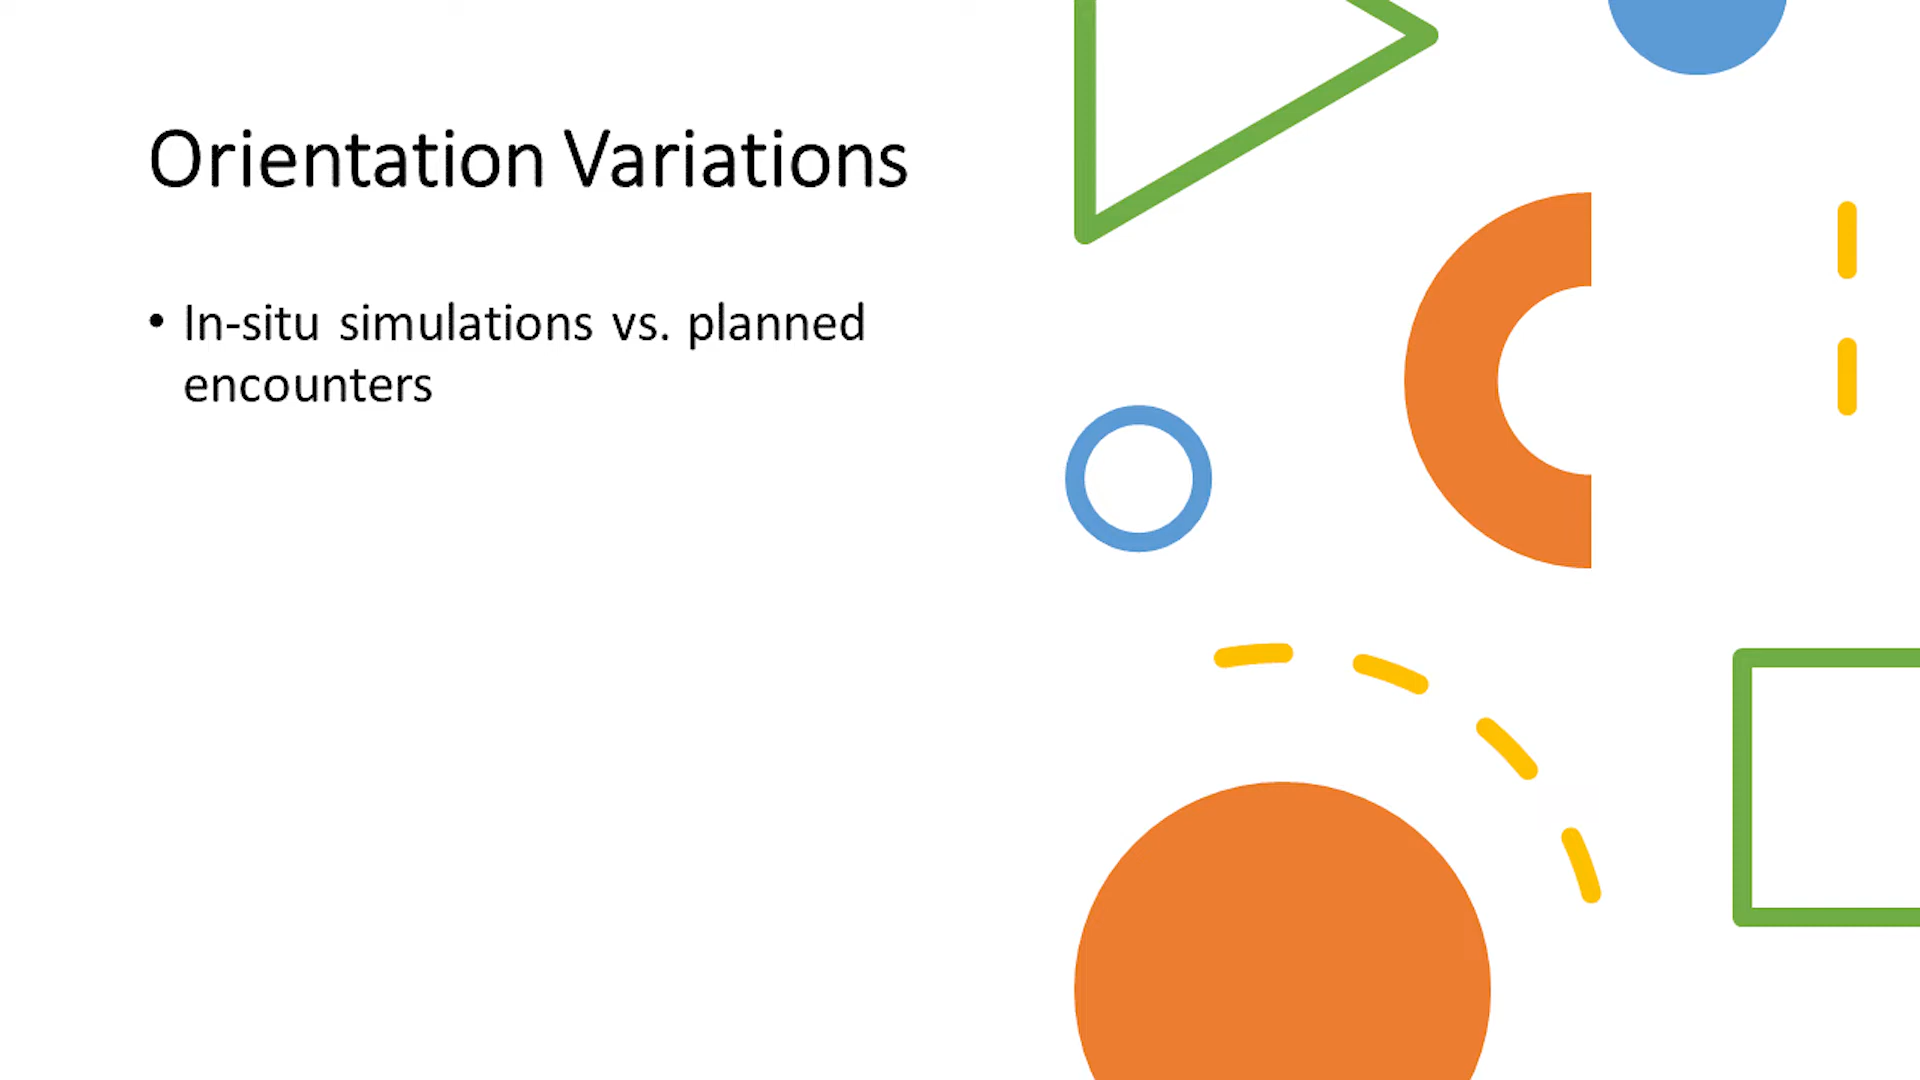 Orientation Variations
• In-situ simulations vs. planned
encounters